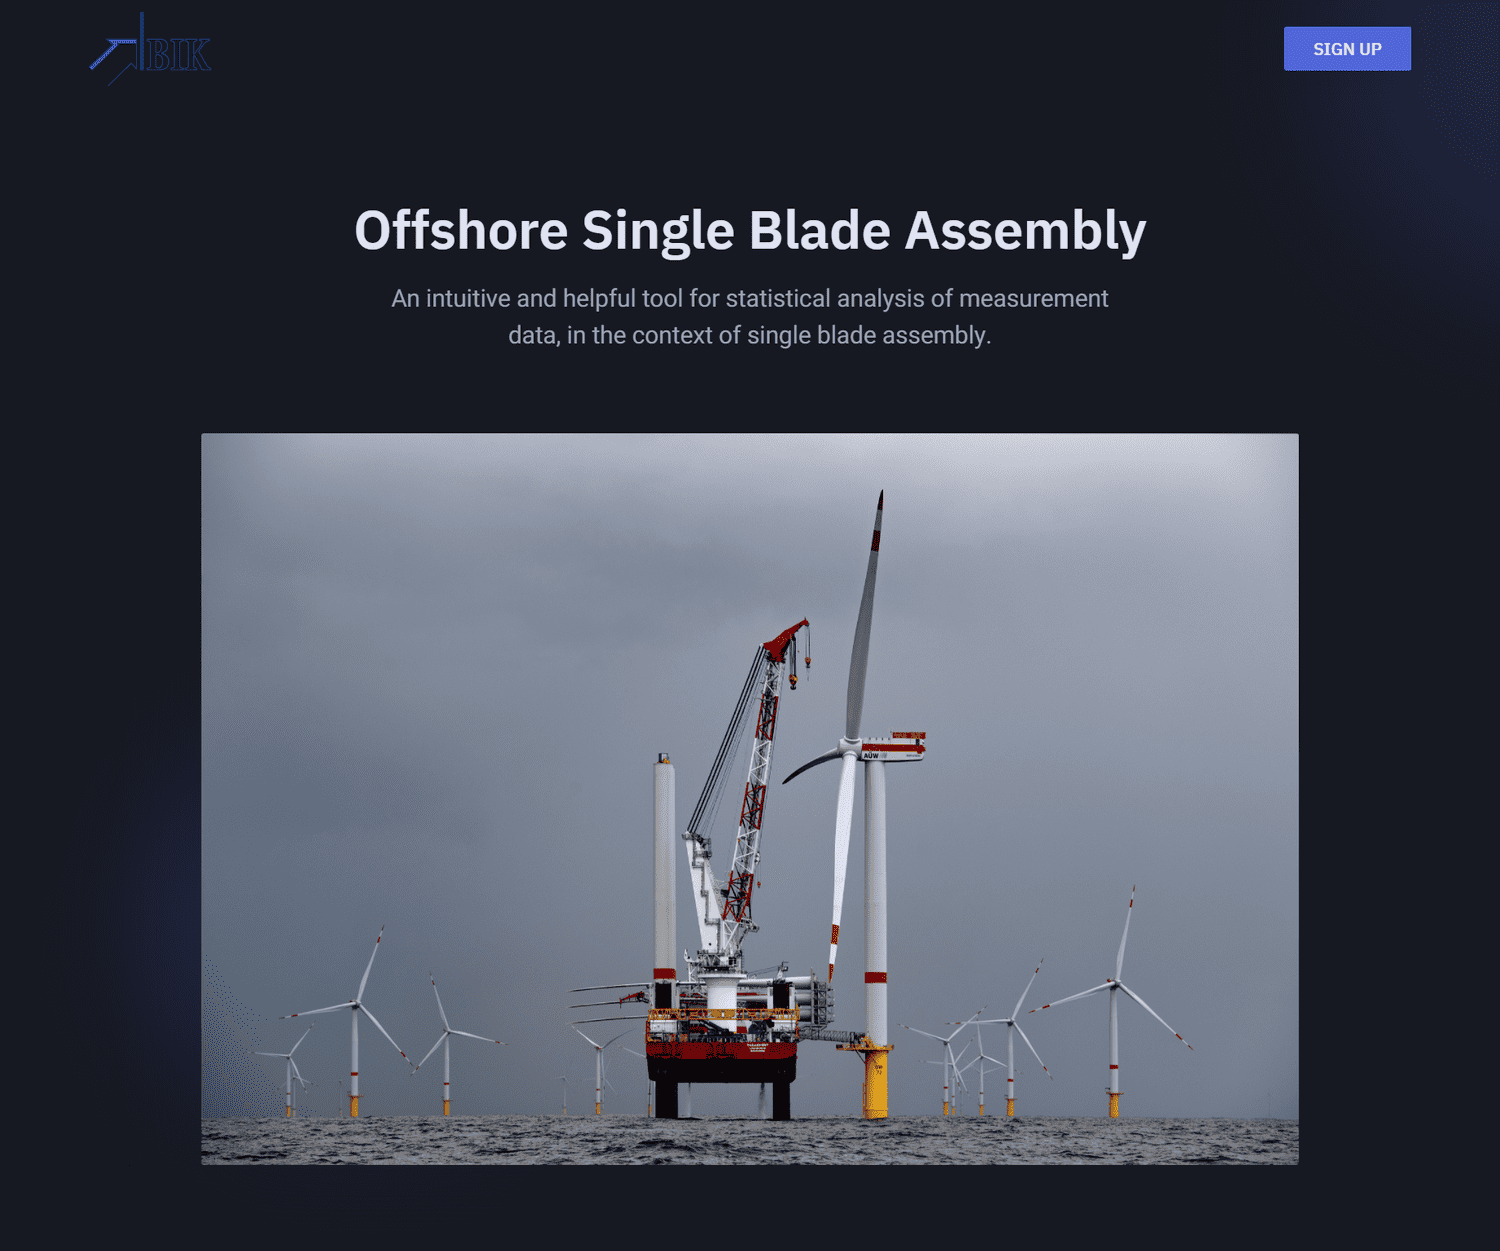 BIK
SIGN UP
Offshore Single Blade Assembly
An intuitive and helpful tool for statistical analysis of measurement
data, in the context of single blade assembly.
AÜW